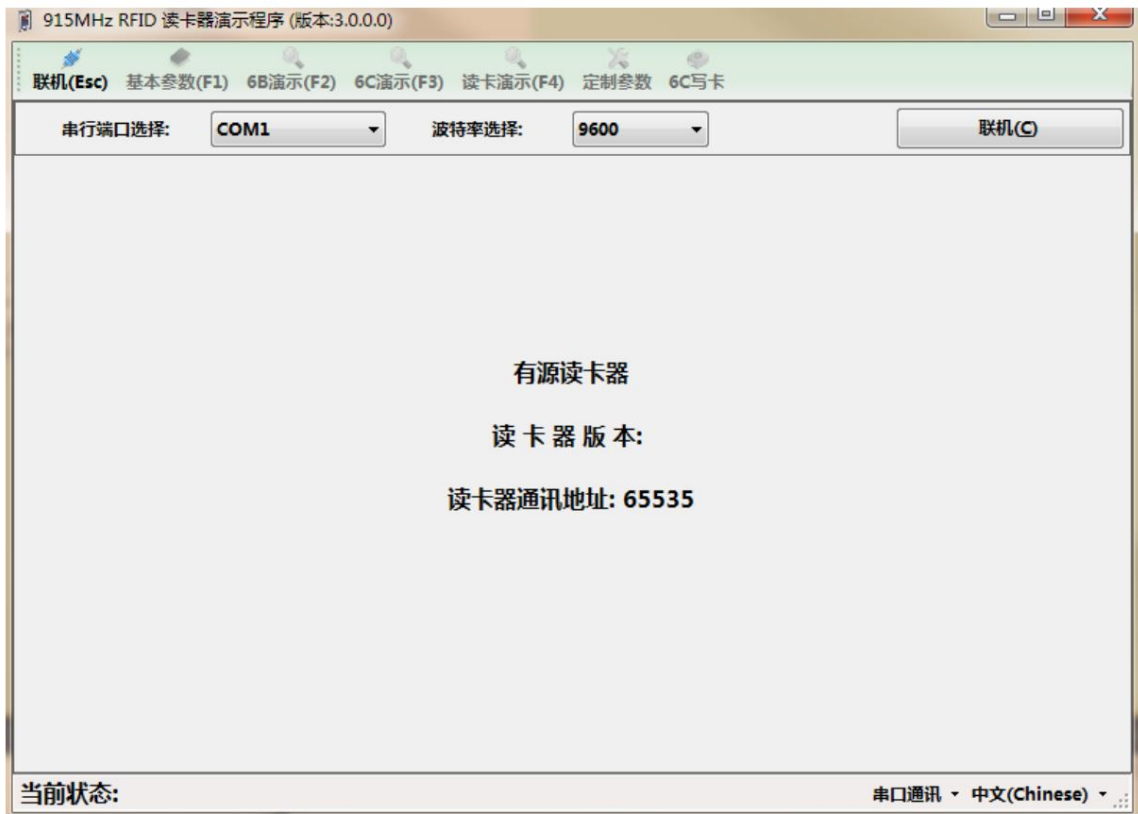 915MHz RFID 读卡器演示程序 (版本:3.0.0.0)
联机(Esc) 基本参数(F1) 6B演示(F2) 6C演示(F3) 读卡演示(F4) 定制参数 6C写卡
串行端口选择: COM1 波特率选择: 9600 联机(C)
有源读卡器
读 卡 器 版 本:
读卡器通讯地址: 65535
当前状态: 串口通讯 中文(Chinese)